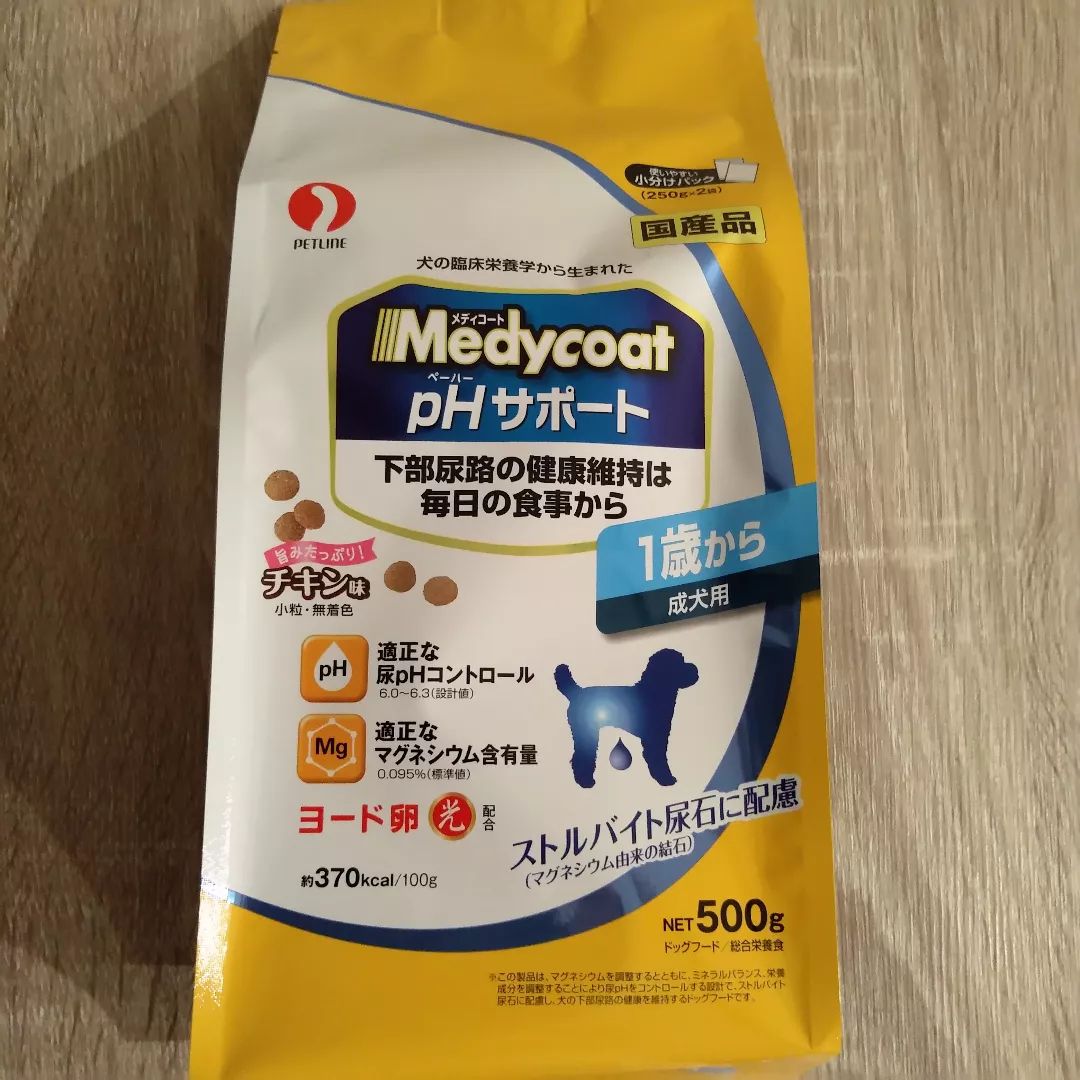 使いやすい
小分けパック
(250g×2袋)
国産品
PETLINE
犬の臨床栄養学から生まれた
メディコート
Medycoat
ペーハー
pHサポート
下部尿路の健康維持は
毎日の食事から
1歳から
成犬用
旨みたっぷり!
チキン味
小粒・無着色
pH
適正な
尿pHコントロール
6.0~6.3(設計値)
Mg
適正な
マグネシウム含有量
0.095%(標準値)
ヨード卵 光 配合
ストルバイト尿石に配慮
(マグネシウム由来の結石)
約370kcal/100g
NET 500g
ドッグフード/総合栄養食
※この製品は、マグネシウムを調整するとともに、ミネラルバランス、栄養
成分を調整することにより尿pHをコントロールする設計で、ストルバイト
尿石に配慮し、犬の下部尿路の健康を維持するドッグフードです。